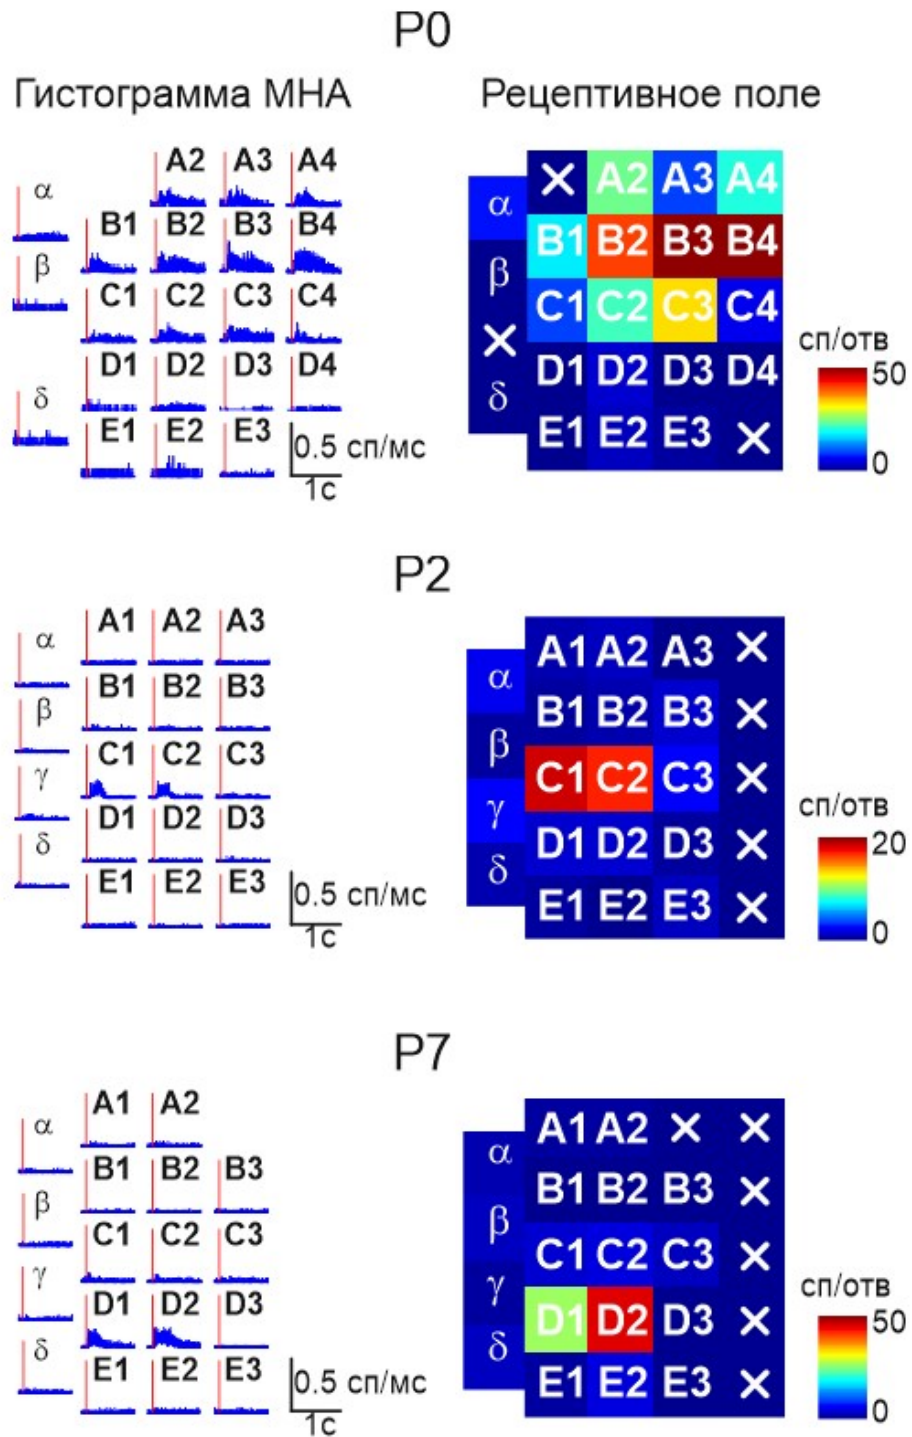 P0
Гистограмма МНА
Рецептивное поле
A2 A3 A4
α
B1 B2 B3 B4
β
C1 C2 C3 C4
D1 D2 D3 D4
δ
E1 E2 E3
0.5 сп/мс
1с
A2 A3 A4
α
B1 B2 B3 B4
β
C1 C2 C3 C4
D1 D2 D3 D4
δ
E1 E2 E3
сп/отв
50
0
P2
A1 A2 A3
α
B1 B2 B3
β
C1 C2 C3
γ
D1 D2 D3
δ
E1 E2 E3
0.5 сп/мс
1с
A1 A2 A3
α
B1 B2 B3
β
C1 C2 C3
γ
D1 D2 D3
δ
E1 E2 E3
сп/отв
20
0
P7
A1 A2
α
B1 B2 B3
β
C1 C2 C3
γ
D1 D2 D3
δ
E1 E2 E3
0.5 сп/мс
1с
A1 A2
α
B1 B2 B3
β
C1 C2 C3
γ
D1 D2 D3
δ
E1 E2 E3
сп/отв
50
0